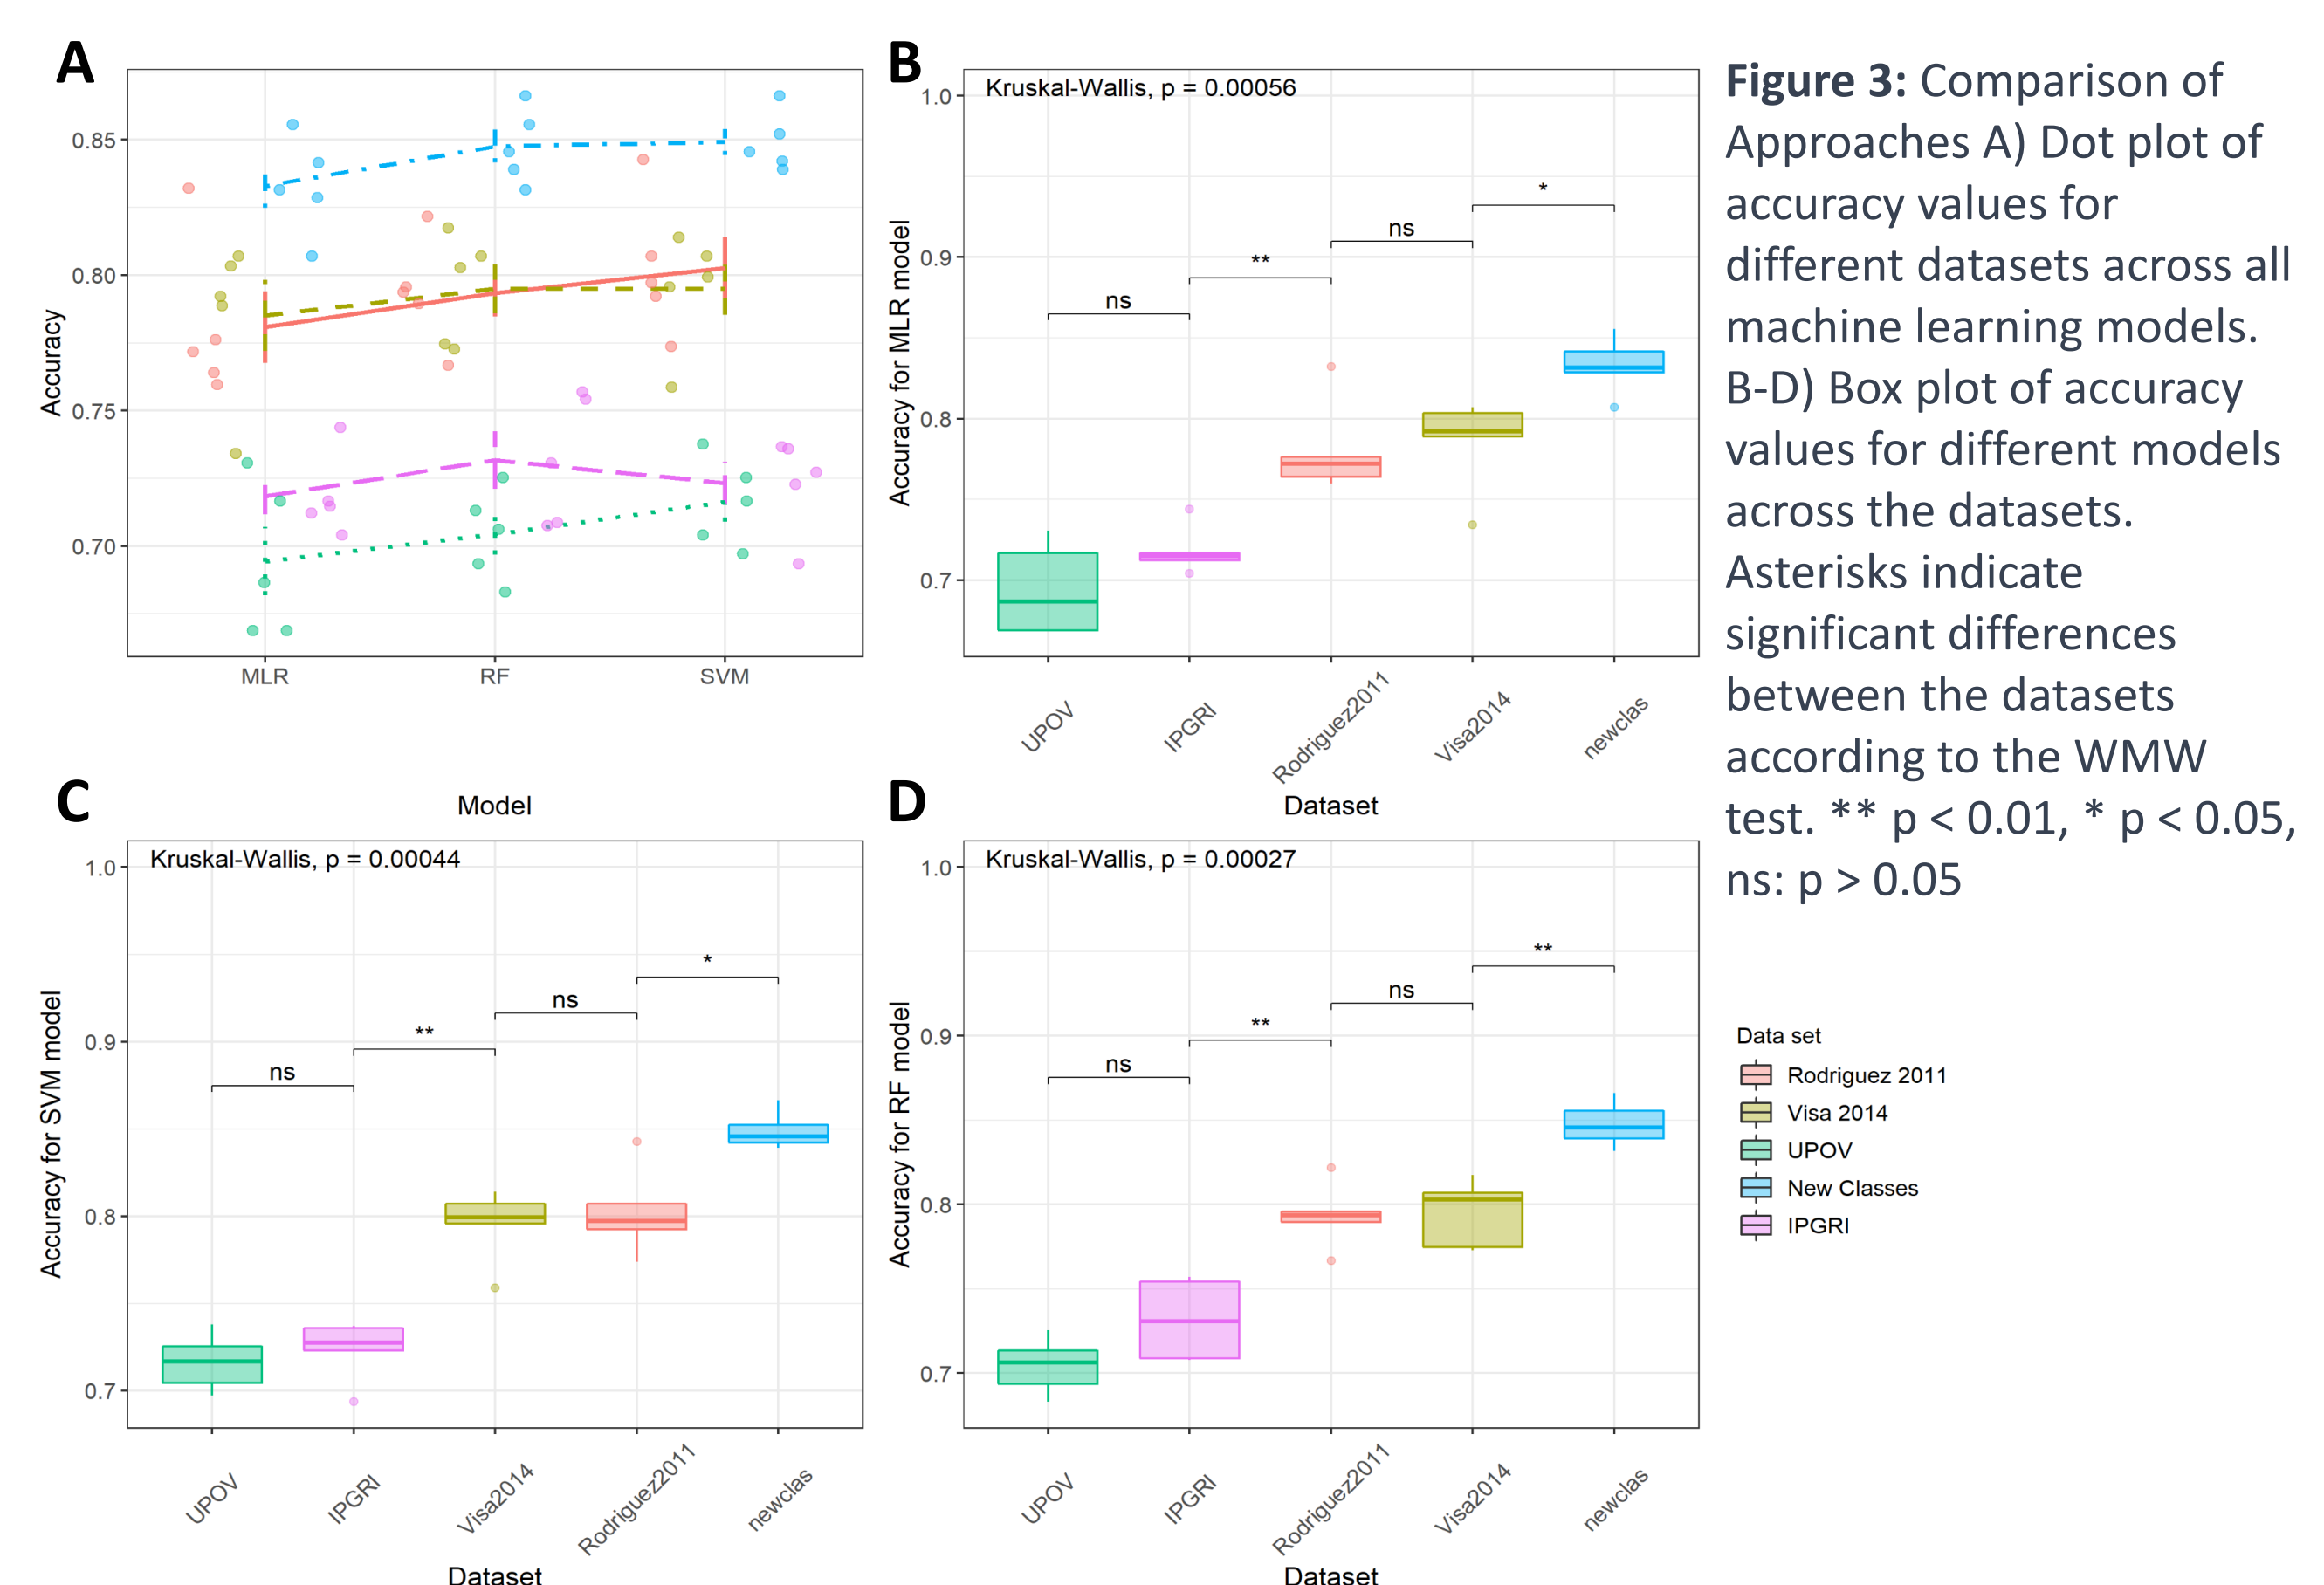 A
Accuracy
0.85
0.80
0.75
0.70
MLR
RF
SVM
Model
B
Kruskal-Wallis, p = 0.00056
Accuracy for MLR model
1.0
0.9
0.8
0.7
ns
**
ns
*
UPOV
IPGRI
Rodriguez2011
Visa2014
newclas
Dataset
C
Kruskal-Wallis, p = 0.00044
Accuracy for SVM model
1.0
0.9
0.8
0.7
ns
**
ns
*
UPOV
IPGRI
Visa2014
Rodriguez2011
newclas
Dataset
D
Kruskal-Wallis, p = 0.00027
Accuracy for RF model
1.0
0.9
0.8
0.7
ns
**
ns
**
UPOV
IPGRI
Rodriguez2011
Visa2014
newclas
Dataset
Figure 3: Comparison of
Approaches A) Dot plot of
accuracy values for
different datasets across all
machine learning models.
B-D) Box plot of accuracy
values for different models
across the datasets.
Asterisks indicate
significant differences
between the datasets
according to the WMW
test. ** p < 0.01, * p < 0.05,
ns: p > 0.05
Data set
Rodriguez 2011
Visa 2014
UPOV
New Classes
IPGRI